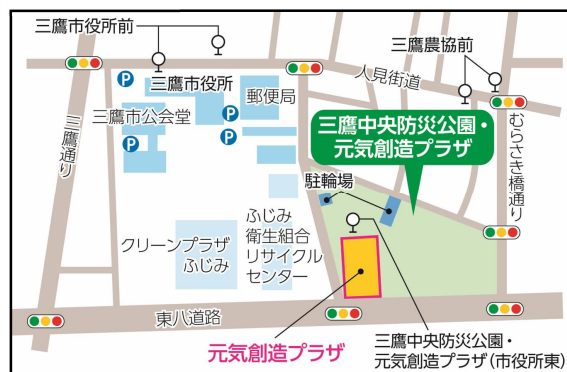 三鷹市役所前
三鷹農協前
人見街道
P
三鷹市役所
郵便局
P
三鷹市公会堂
P
P
三鷹通り
むらさき橋通り
三鷹中央防災公園・
元気創造プラザ
駐輪場
ふじみ
衛生組合
リサイクル
センター
クリーンプラザ
ふじみ
東八道路
元気創造プラザ
三鷹中央防災公園・
元気創造プラザ(市役所東)